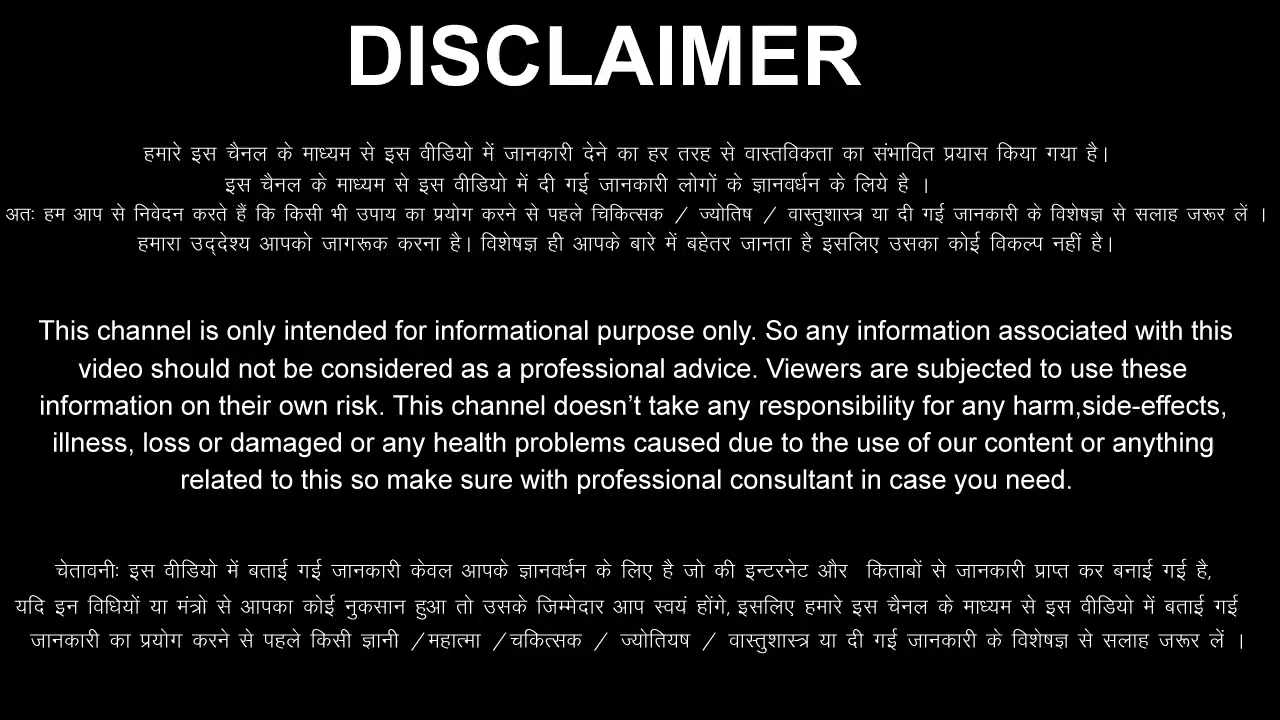 DISCLAIMER
हमारे इस चैनल के माध्यम से इस वीडियो में जानकारी देने का हर तरह से वास्तविकता का संभावित प्रयास किया गया है।
इस चैनल के माध्यम से इस वीडियो में दी गई जानकारी लोगों के ज्ञानवर्धन के लिये है ।
अतः हम आप से निवेदन करते हैं कि किसी भी उपाय का प्रयोग करने से पहले चिकित्सक / ज्योतिष / वास्तुशास्त्र या दी गई जानकारी के विशेषज्ञ से सलाह जरूर लें ।
हमारा उद्देश्य आपको जागरूक करना है। विशेषज्ञ ही आपके बारे में बहेतर जानता है इसलिए उसका कोई विकल्प नहीं है।
This channel is only intended for informational purpose only. So any information associated with this
video should not be considered as a professional advice. Viewers are subjected to use these
information on their own risk. This channel doesn’t take any responsibility for any harm,side-effects,
illness, loss or damaged or any health problems caused due to the use of our content or anything
related to this so make sure with professional consultant in case you need.
चेतावनीः इस वीडियो में बताई गई जानकारी केवल आपके ज्ञानवर्धन के लिए है जो की इन्टरनेट और किताबों से जानकारी प्राप्त कर बनाई गई है,
यदि इन विधियों या मंत्रो से आपका कोई नुकसान हुआ तो उसके जिम्मेदार आप स्वयं होंगे, इसलिए हमारे इस चैनल के माध्यम से इस वीडियो में बताई गई
जानकारी का प्रयोग करने से पहले किसी ज्ञानी /महात्मा /चकित्सक / ज्योतियष / वास्तुशास्त्र या दी गई जानकारी के विशेषज्ञ से सलाह जरूर लें ।